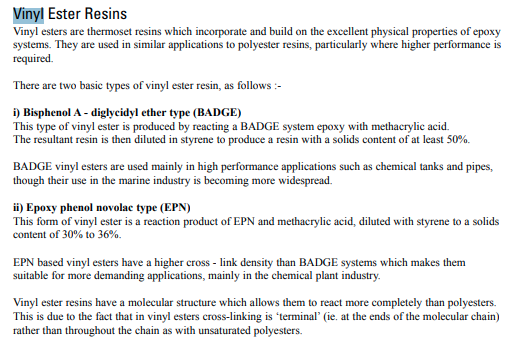 Vinyl Ester Resins
Vinyl esters are thermoset resins which incorporate and build on the excellent physical properties of epoxy
systems. They are used in similar applications to polyester resins, particularly where higher performance is
required.
There are two basic types of vinyl ester resin, as follows :-
i) Bisphenol A - diglycidyl ether type (BADGE)
This type of vinyl ester is produced by reacting a BADGE system epoxy with methacrylic acid.
The resultant resin is then diluted in styrene to produce a resin with a solids content of at least 50%.
BADGE vinyl esters are used mainly in high performance applications such as chemical tanks and pipes,
though their use in the marine industry is becoming more widespread.
ii) Epoxy phenol novolac type (EPN)
This form of vinyl ester is a reaction product of EPN and methacrylic acid, diluted with styrene to a solids
content of 30% to 36%.
EPN based vinyl esters have a higher cross - link density than BADGE systems which makes them
suitable for more demanding applications, mainly in the chemical plant industry.
Vinyl ester resins have a molecular structure which allows them to react more completely than polyesters.
This is due to the fact that in vinyl esters cross-linking is ‘terminal’ (ie. at the ends of the molecular chain)
rather than throughout the chain as with unsaturated polyesters.